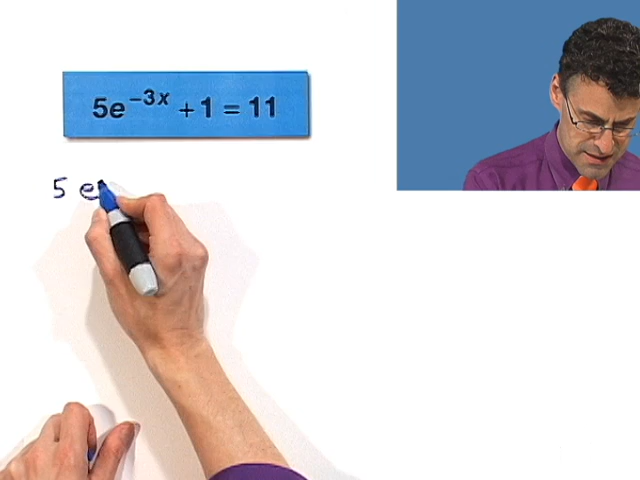 5e⁻³ˣ + 1 = 11
5 e